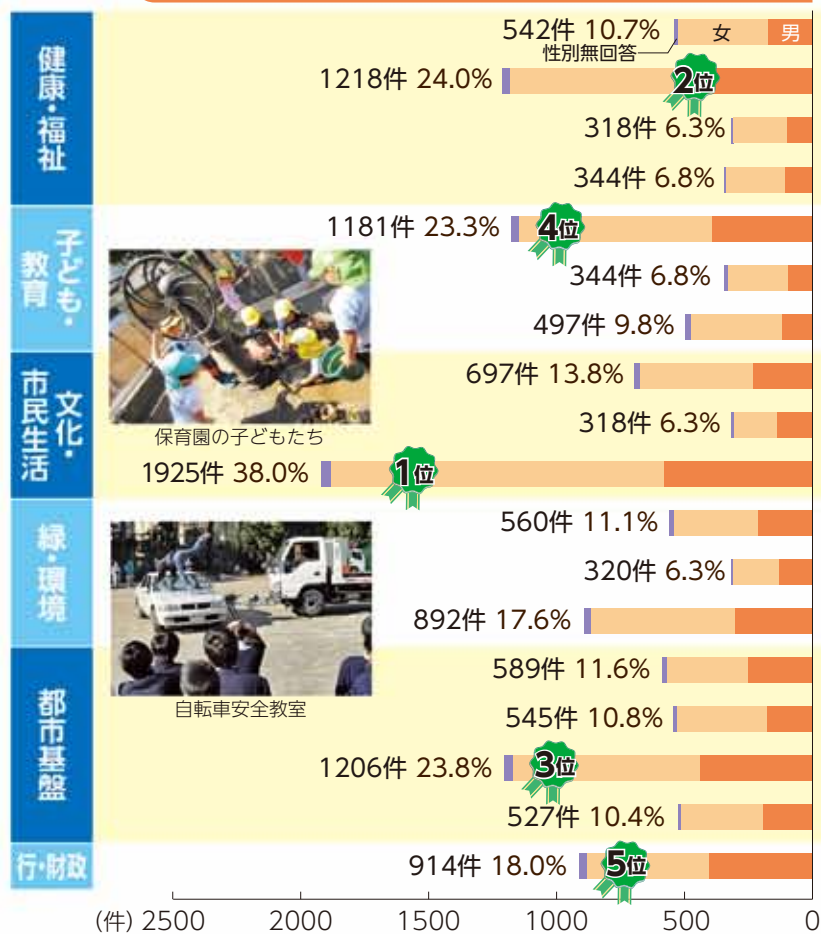 健康・福祉
542件 10.7%
性別無回答
女
男
1218件 24.0%
2位
318件 6.3%
344件 6.8%
子ども・
教育
1181件 23.3%
4位
344件 6.8%
497件 9.8%
保育園の子どもたち
文化・
市民生活
697件 13.8%
318件 6.3%
1925件 38.0%
1位
緑・環境
560件 11.1%
320件 6.3%
892件 17.6%
自転車安全教室
都市基盤
589件 11.6%
545件 10.8%
1206件 23.8%
3位
527件 10.4%
行・財政
914件 18.0%
5位
(件) 2500 2000 1500 1000 500 0